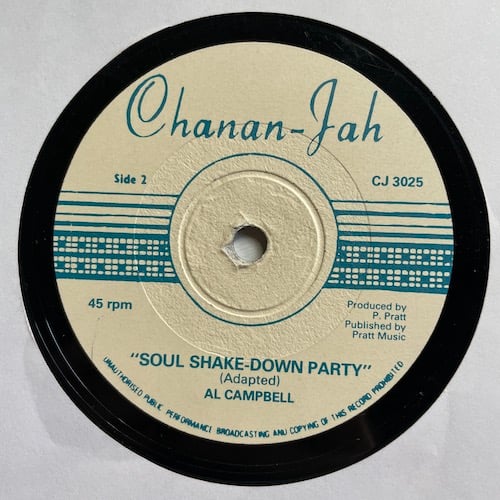 Chanan-Jah
Side 2
CJ 3025
45 rpm
Produced by
P. Pratt
Published by
Pratt Music
"SOUL SHAKE-DOWN PARTY"
(Adapted)
AL CAMPBELL
UNAUTHORISED PUBLIC PERFORMANCE BROADCASTING AND COPYING OF THIS RECORD PROHIBITED